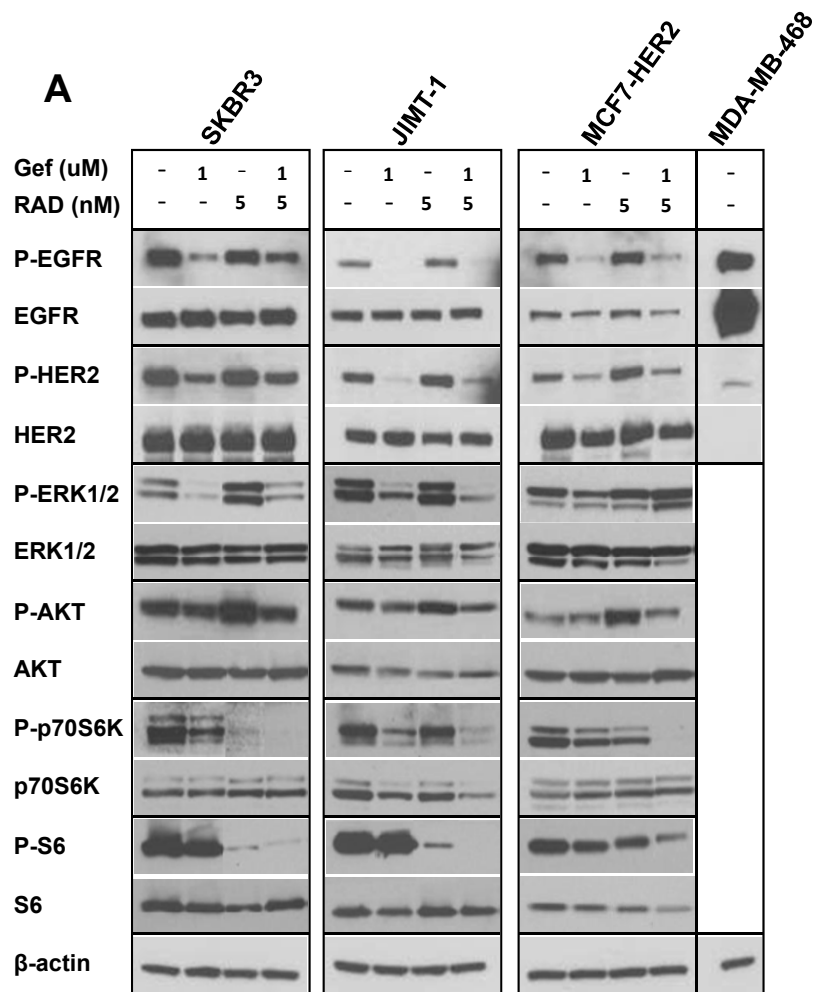 A
SKBR3
JIMT-1
MCF7-HER2
MDA-MB-468
Gef (uM) - 1 - 1 - 1 - 1 - 1 - 1 -
RAD (nM) - - 5 5 - - 5 5 - - 5 5 -
P-EGFR
EGFR
P-HER2
HER2
P-ERK1/2
ERK1/2
P-AKT
AKT
P-p70S6K
p70S6K
P-S6
S6
β-actin